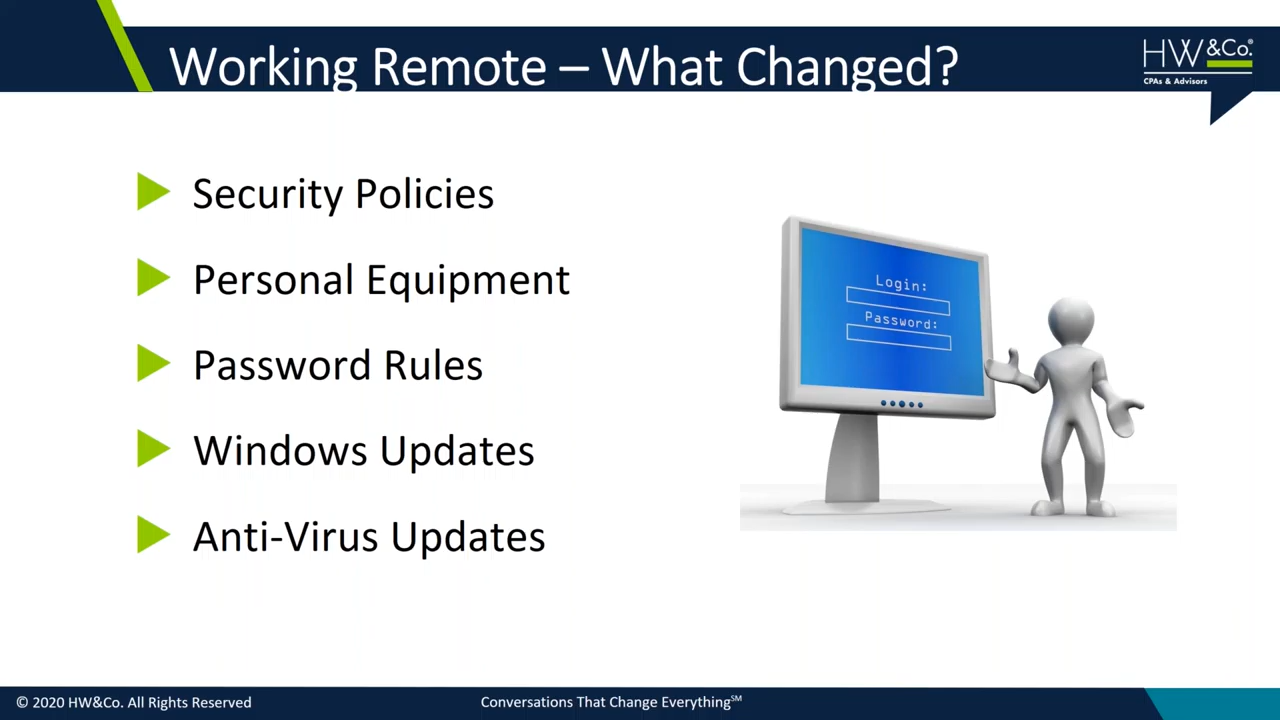 Working Remote – What Changed?
HW&Co.®
CPAs & Advisors
Security Policies
Personal Equipment
Password Rules
Windows Updates
Anti-Virus Updates
Login:
Password:
© 2020 HW&Co. All Rights Reserved
Conversations That Change Everything℠